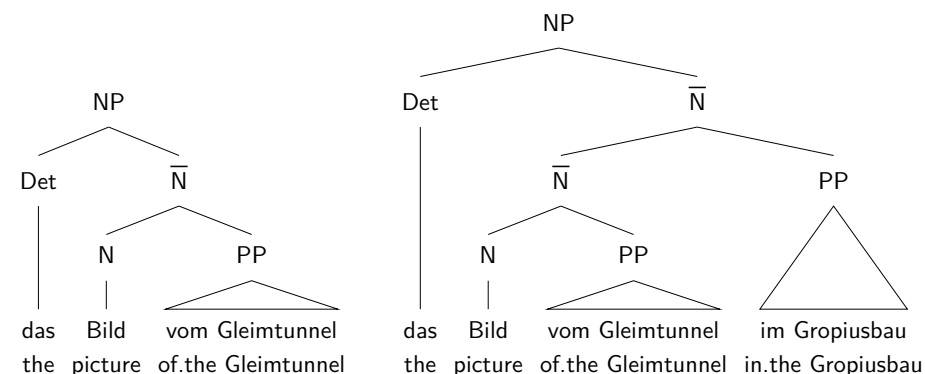 NP
NP
Det
N̅
Det
N̅
N̅
PP
N
PP
N
PP
das Bild vom Gleimtunnel
das Bild vom Gleimtunnel im Gropiusbau
the picture of.the Gleimtunnel
the picture of.the Gleimtunnel in.the Gropiusbau